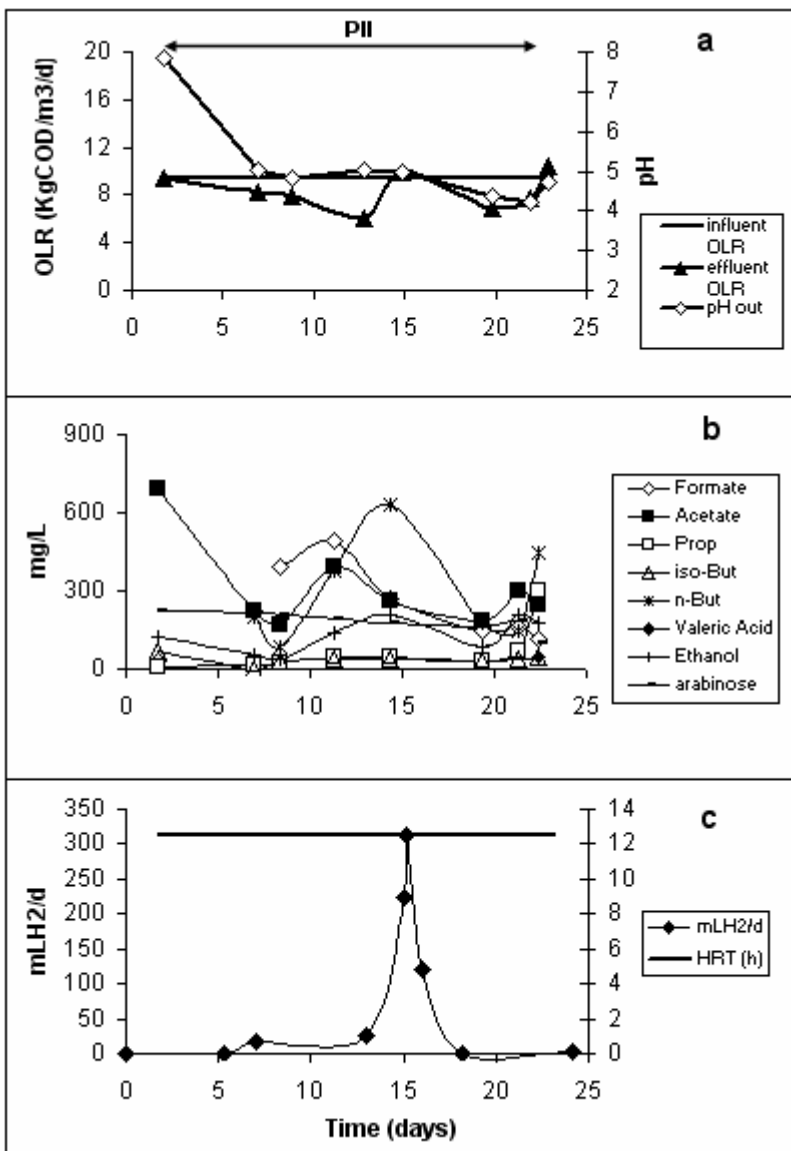 PII
a
20
16
12
8
4
0
OLR (KgCOD/m3/d)
8
7
6
5
4
3
2
pH
0 5 10 15 20 25
influent
OLR
effluent
OLR
pH out
b
900
600
300
0
mg/L
0 5 10 15 20 25
Formate
Acetate
Prop
iso-But
n-But
Valeric Acid
Ethanol
arabinose
c
350
300
250
200
150
100
50
0
mLH2/d
14
12
10
8
6
4
2
0
0 5 10 15 20 25
Time (days)
mLH2/d
HRT (h)